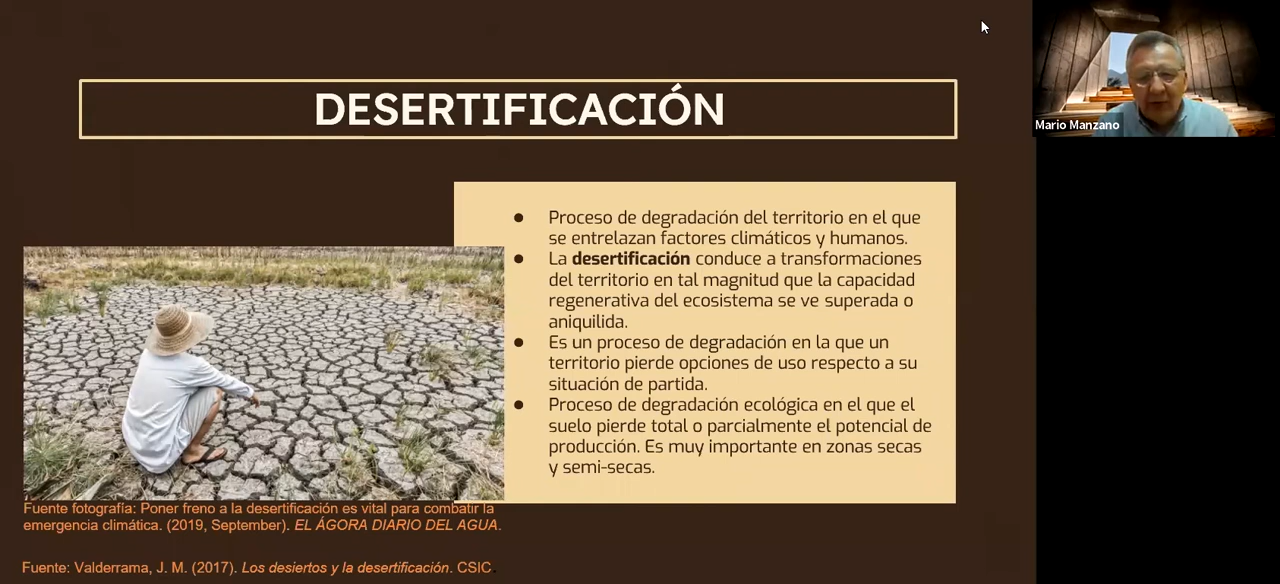 DESERTIFICACIÓN
Mario Manzano
● Proceso de degradación del territorio en el que
se entrelazan factores climáticos y humanos.
● La desertificación conduce a transformaciones
del territorio en tal magnitud que la capacidad
regenerativa del ecosistema se ve superada o
aniquilida.
● Es un proceso de degradación en la que un
territorio pierde opciones de uso respecto a su
situación de partida.
● Proceso de degradación ecológica en el que el
suelo pierde total o parcialmente el potencial de
producción. Es muy importante en zonas secas
y semi-secas.
Fuente fotografía: Poner freno a la desertificación es vital para combatir la
emergencia climática. (2019, September). EL ÁGORA DIARIO DEL AGUA.
Fuente: Valderrama, J. M. (2017). Los desiertos y la desertificación. CSIC.